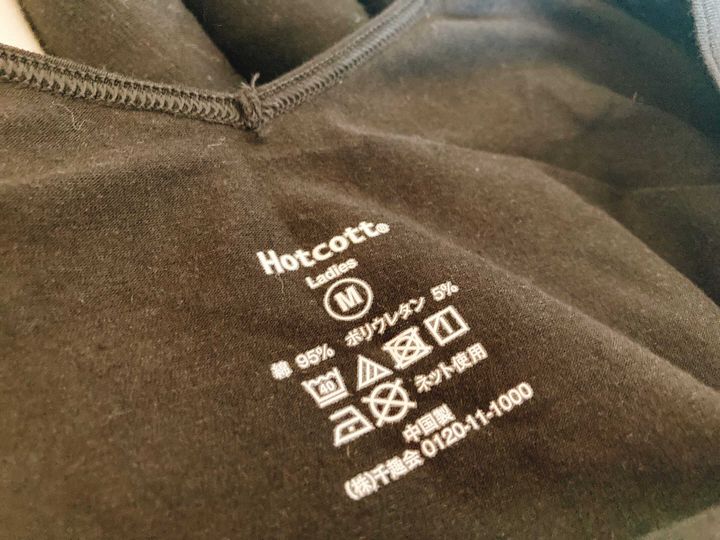 Hotcott®
Ladies
M
綿 95% ポリウレタン 5%
40
ネット使用
中国製
(株)千趣会 0120-11-1000